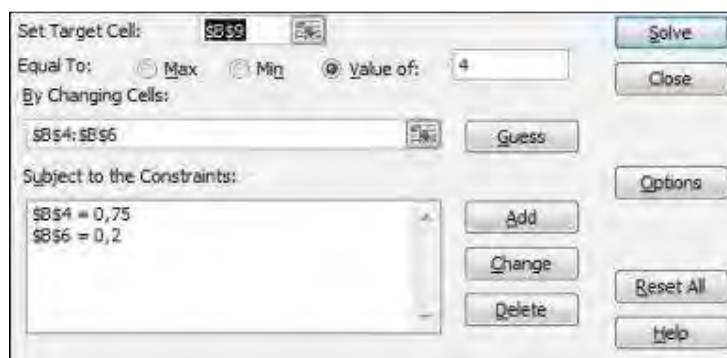 Set Target Cell: $B$9 Solve
Equal To: Max Min Value of: 4 Close
By Changing Cells:
$B$4:$B$6 Guess
Subject to the Constraints: Options
$B$4 = 0,75 Add
$B$6 = 0,2
Change
Reset All
Delete
Help